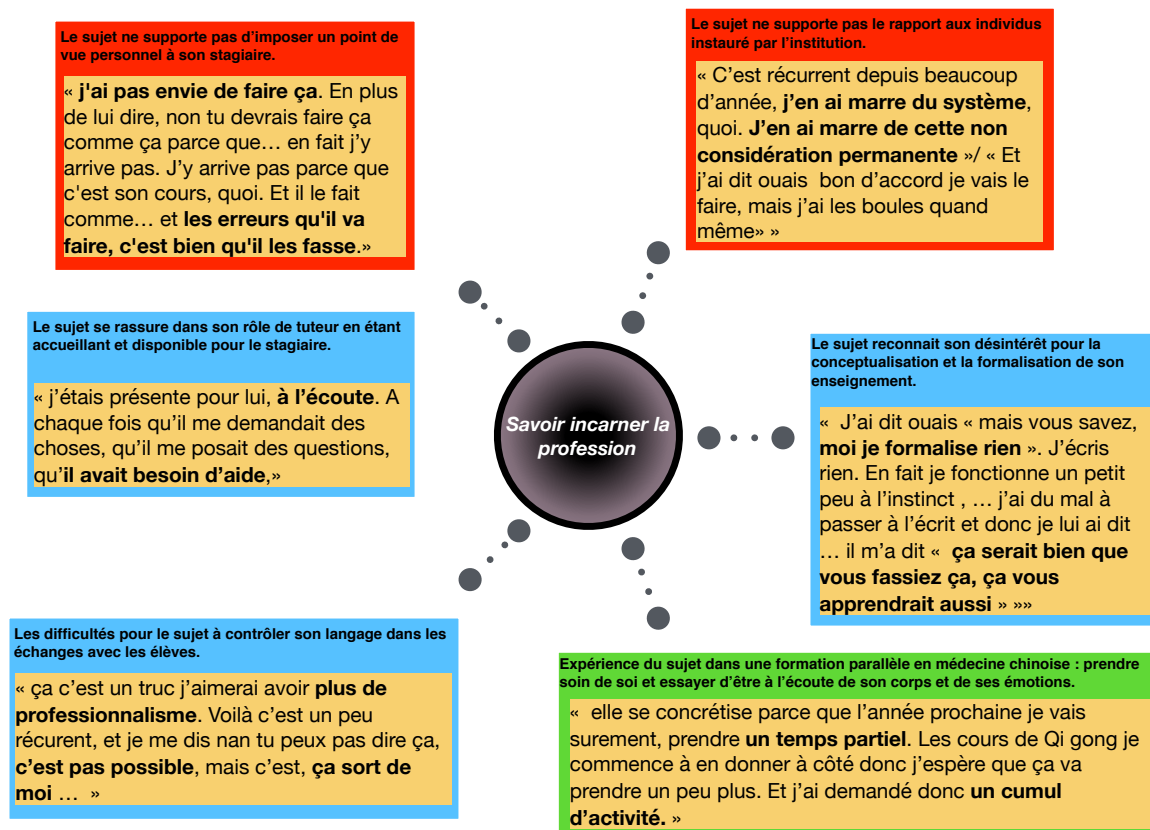 Le sujet ne supporte pas d'imposer un point de
vue personnel à son stagiaire.
« j'ai pas envie de faire ça. En plus
de lui dire, non tu devrais faire ça
comme ça parce que… en fait j'y
arrive pas. J'y arrive pas parce que
c'est son cours, quoi. Et il le fait
comme… et les erreurs qu'il va
faire, c'est bien qu'il les fasse.»
Le sujet ne supporte pas le rapport aux individus
instauré par l'institution.
« C'est récurrent depuis beaucoup
d'année, j'en ai marre du système,
quoi. J'en ai marre de cette non
considération permanente »/ « Et
j'ai dit ouais bon d'accord je vais le
faire, mais j'ai les boules quand
même» »
Le sujet se rassure dans son rôle de tuteur en étant
accueillant et disponible pour le stagiaire.
« j'étais présente pour lui, à l'écoute. A
chaque fois qu'il me demandait des
choses, qu'il me posait des questions,
qu'il avait besoin d'aide,»
Savoir incarner la
profession
Le sujet reconnait son désintérêt pour la
conceptualisation et la formalisation de son
enseignement.
« J'ai dit ouais « mais vous savez,
moi je formalise rien ». J'écris
rien. En fait je fonctionne un petit
peu à l'instinct , … j'ai du mal à
passer à l'écrit et donc je lui ai dit
… il m'a dit « ça serait bien que
vous fassiez ça, ça vous
apprendrait aussi » »»
Les difficultés pour le sujet à contrôler son langage dans les
échanges avec les élèves.
« ça c'est un truc j'aimerai avoir plus de
professionnalisme. Voilà c'est un peu
récurent, et je me dis nan tu peux pas dire ça,
c'est pas possible, mais c'est, ça sort de
moi … »
Expérience du sujet dans une formation parallèle en médecine chinoise : prendre
soin de soi et essayer d'être à l'écoute de son corps et de ses émotions.
« elle se concrétise parce que l'année prochaine je vais
surement, prendre un temps partiel. Les cours de Qi gong je
commence à en donner à côté donc j'espère que ça va
prendre un peu plus. Et j'ai demandé donc un cumul
d'activité. »